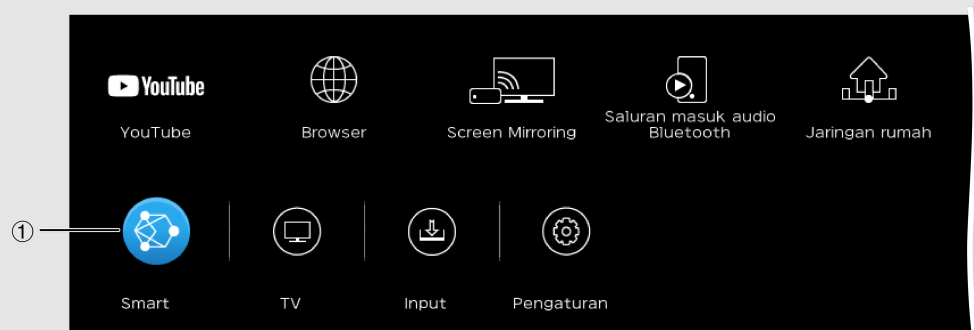 YouTube
YouTube
Browser
Screen Mirroring
Saluran masuk audio
Bluetooth
Jaringan rumah
①
Smart
TV
Input
Pengaturan